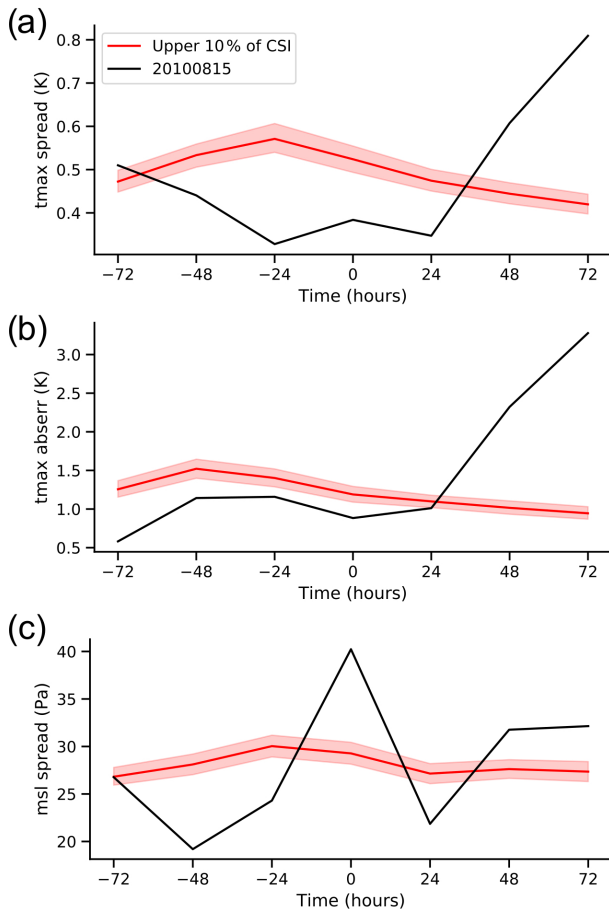 (a)
0.8
0.6
0.5
0.4
tmax spread (K)
Upper 10 % of CSI
20100815
−72 −48 −24 0 24 48 72
Time (hours)
(b)
3.0
2.5
2.0
1.5
1.0
0.5
tmax abserr (K)
−72 −48 −24 0 24 48 72
Time (hours)
(c)
40
35
30
25
20
msl spread (Pa)
−72 −48 −24 0 24 48 72
Time (hours)